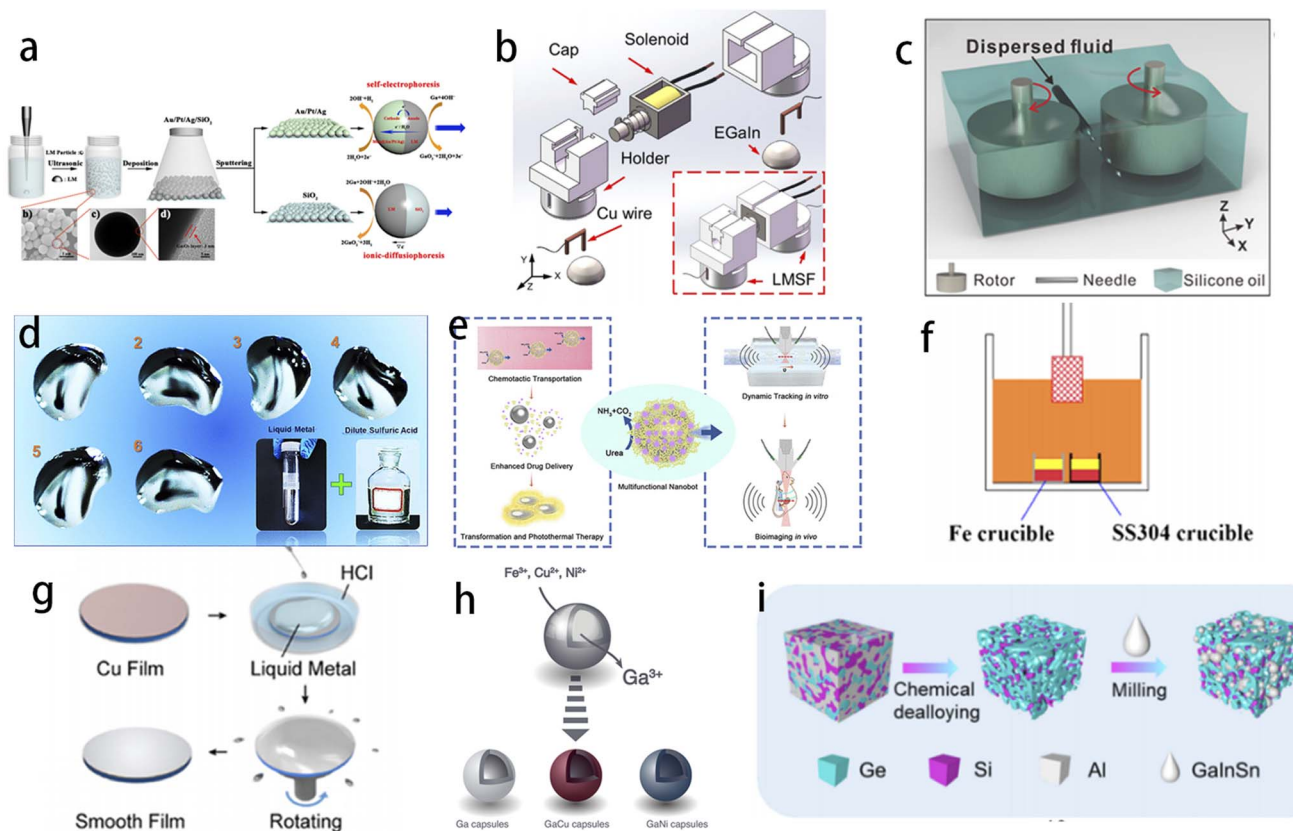 a
Au/Pt/Ag/SiO₂
LM Particle
Ultrasonic
: LM
Deposition
Sputtering
b)
c)
d)
Au/Pt/Ag
self-electrophoresis
SiO₂
ionic-diffusiophoresis
b
Cap
Solenoid
EGaIn
Holder
Cu wire
LMSF
Y
X
Z
c
Dispersed fluid
Z
Y
X
Rotor
Needle
Silicone oil
d
2
3
4
5
6
Liquid Metal
Dilute Sulfuric Acid
e
Chemotactic Transportation
Enhanced Drug Delivery
Transformation and Photothermal Therapy
NH₃+CO₂
Urea
Multifunctional Nanobot
Dynamic Tracking in vitro
Bioimaging in vivo
f
Fe crucible
SS304 crucible
g
Cu Film
HCl
Liquid Metal
Smooth Film
Rotating
h
Fe³⁺, Cu²⁺, Ni²⁺
Ga³⁺
Ga capsules
GaCu capsules
GaNi capsules
i
Chemical
dealloying
Milling
Ge
Si
Al
GaInSn